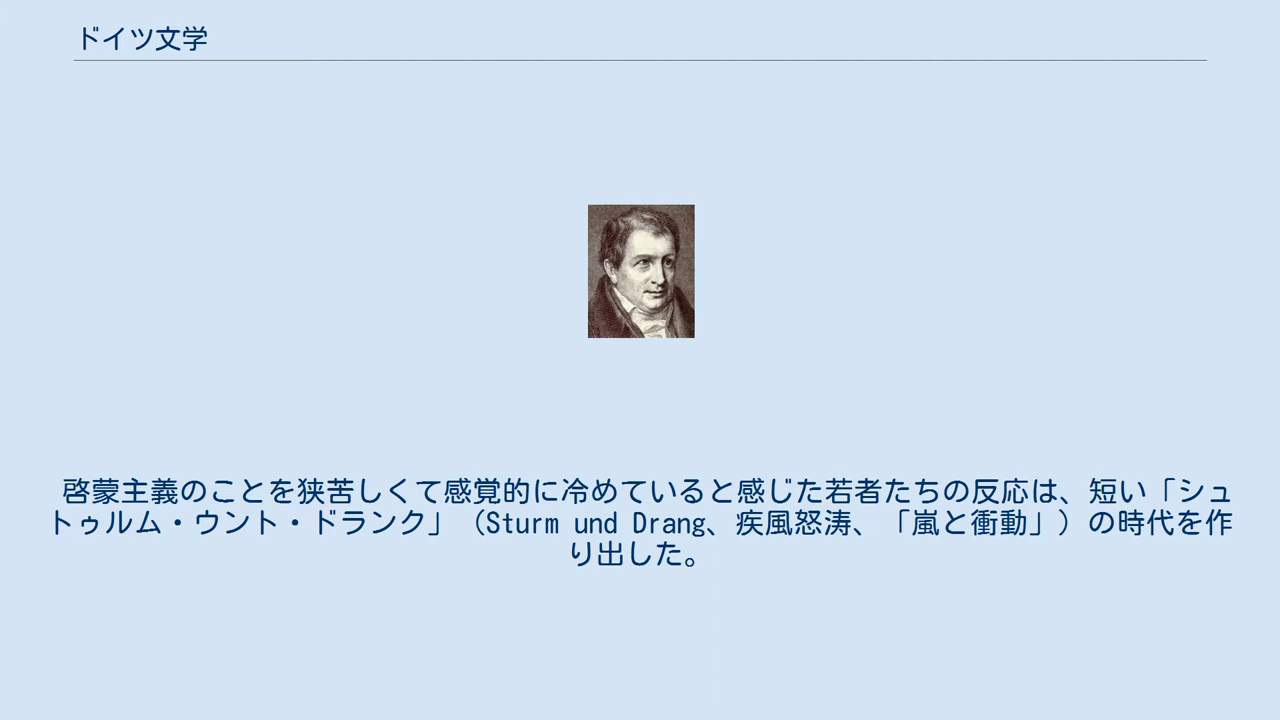 ドイツ文学
啓蒙主義のことを狭苦しくて感覚的に冷めていると感じた若者たちの反応は、短い「シュ
トゥルム・ウント・ドランク」（Sturm und Drang、疾風怒涛、「嵐と衝動」）の時代を作
り出した。